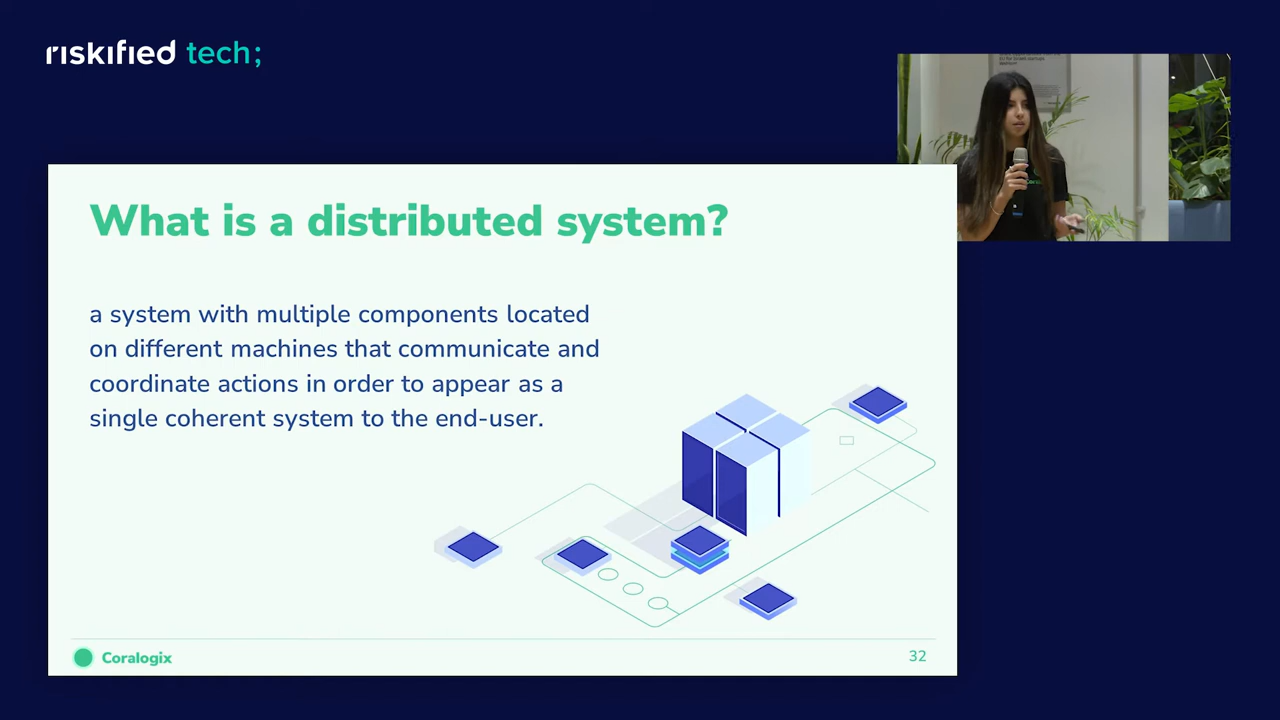 riskified tech;
What is a distributed system?
a system with multiple components located
on different machines that communicate and
coordinate actions in order to appear as a
single coherent system to the end-user.
Coralogix
32